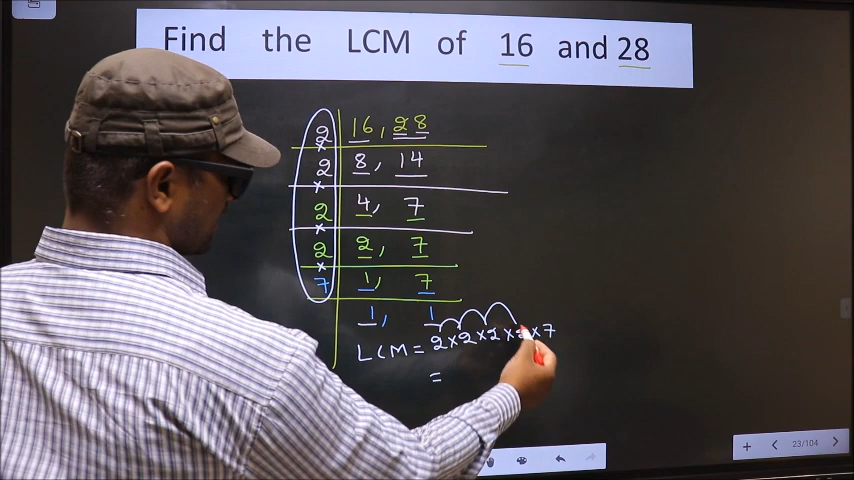 Find the LCM of 16 and 28
2 16, 28
×
2 8, 14
×
2 4, 7
×
2 2, 7
×
7 1, 7
1, 1
LCM = 2×2×2×2×7
=
+ < 23/104 >